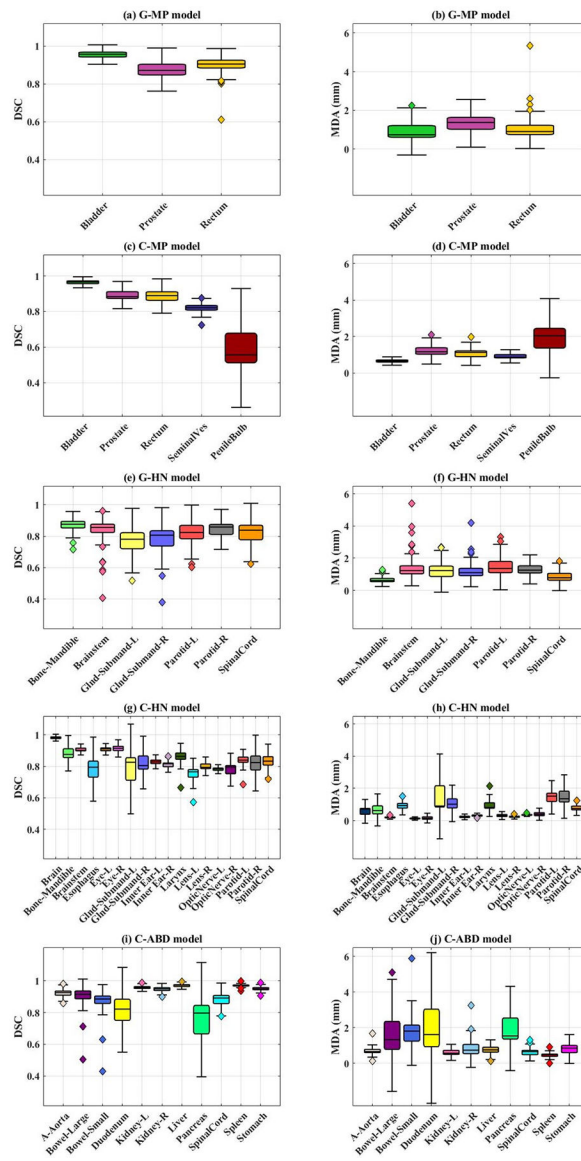 (a) G-MP model
(b) G-MP model
1
0.8
0.6
0.4
DSC
Bladder
Prostate
Rectum
6
4
2
0
MDA (mm)
Bladder
Prostate
Rectum
(c) C-MP model
(d) C-MP model
1
0.8
0.6
0.4
DSC
Bladder
Prostate
Rectum
SeminalVes
PenileBulb
6
4
2
0
MDA (mm)
Bladder
Prostate
Rectum
SeminalVes
PenileBulb
(e) G-HN model
(f) G-HN model
1
0.8
0.6
0.4
DSC
Bone-Mandible
Brainstem
Glnd-Submand-L
Glnd-Submand-R
Parotid-L
Parotid-R
SpinalCord
6
4
2
0
MDA (mm)
Bone-Mandible
Brainstem
Glnd-Submand-L
Glnd-Submand-R
Parotid-L
Parotid-R
SpinalCord
(g) C-HN model
(h) C-HN model
1
0.8
0.6
0.4
DSC
Brain
Bone-Mandible
Brainstem
Esophagus
Eye-L
Eye-R
Glnd-Submand-L
Glnd-Submand-R
Inner Ear-L
Inner Ear-R
Larynx
Lens-L
Lens-R
OpticNerve-L
OpticNerve-R
Parotid-L
Parotid-R
SpinalCord
6
4
2
0
MDA (mm)
Brain
Bone-Mandible
Brainstem
Esophagus
Eye-L
Eye-R
Glnd-Submand-L
Glnd-Submand-R
Inner Ear-L
Inner Ear-R
Larynx
Lens-L
Lens-R
OpticNerve-L
OpticNerve-R
Parotid-L
Parotid-R
SpinalCord
(i) C-ABD model
(j) C-ABD model
1
0.8
0.6
0.4
DSC
A-Aorta
Bowel-Large
Bowel-Small
Duodenum
Kidney-L
Kidney-R
Liver
Pancreas
SpinalCord
Spleen
Stomach
6
4
2
0
MDA (mm)
A-Aorta
Bowel-Large
Bowel-Small
Duodenum
Kidney-L
Kidney-R
Liver
Pancreas
SpinalCord
Spleen
Stomach